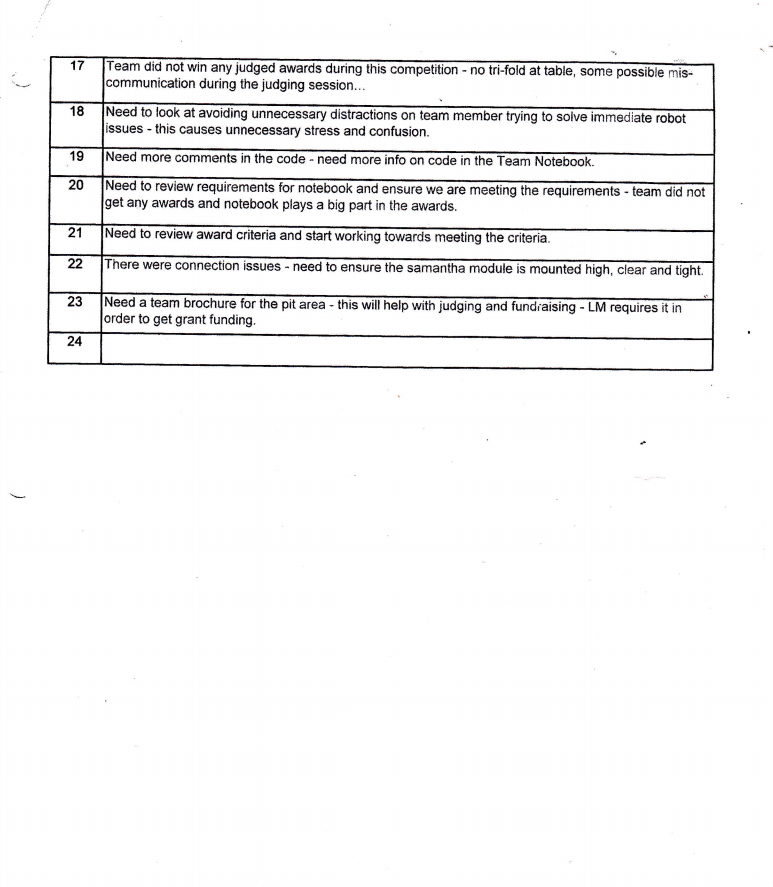 17 Team did not win any judged awards during this competition - no tri-fold at table, some possible mis-
communication during the judging session...
18 Need to look at avoiding unnecessary distractions on team member trying to solve immediate robot
issues - this causes unnecessary stress and confusion.
19 Need more comments in the code - need more info on code in the Team Notebook.
20 Need to review requirements for notebook and ensure we are meeting the requirements - team did not
get any awards and notebook plays a big part in the awards.
21 Need to review award criteria and start working towards meeting the criteria.
22 There were connection issues - need to ensure the samantha module is mounted high, clear and tight.
23 Need a team brochure for the pit area - this will help with judging and fundraising - LM requires it in
order to get grant funding.
24